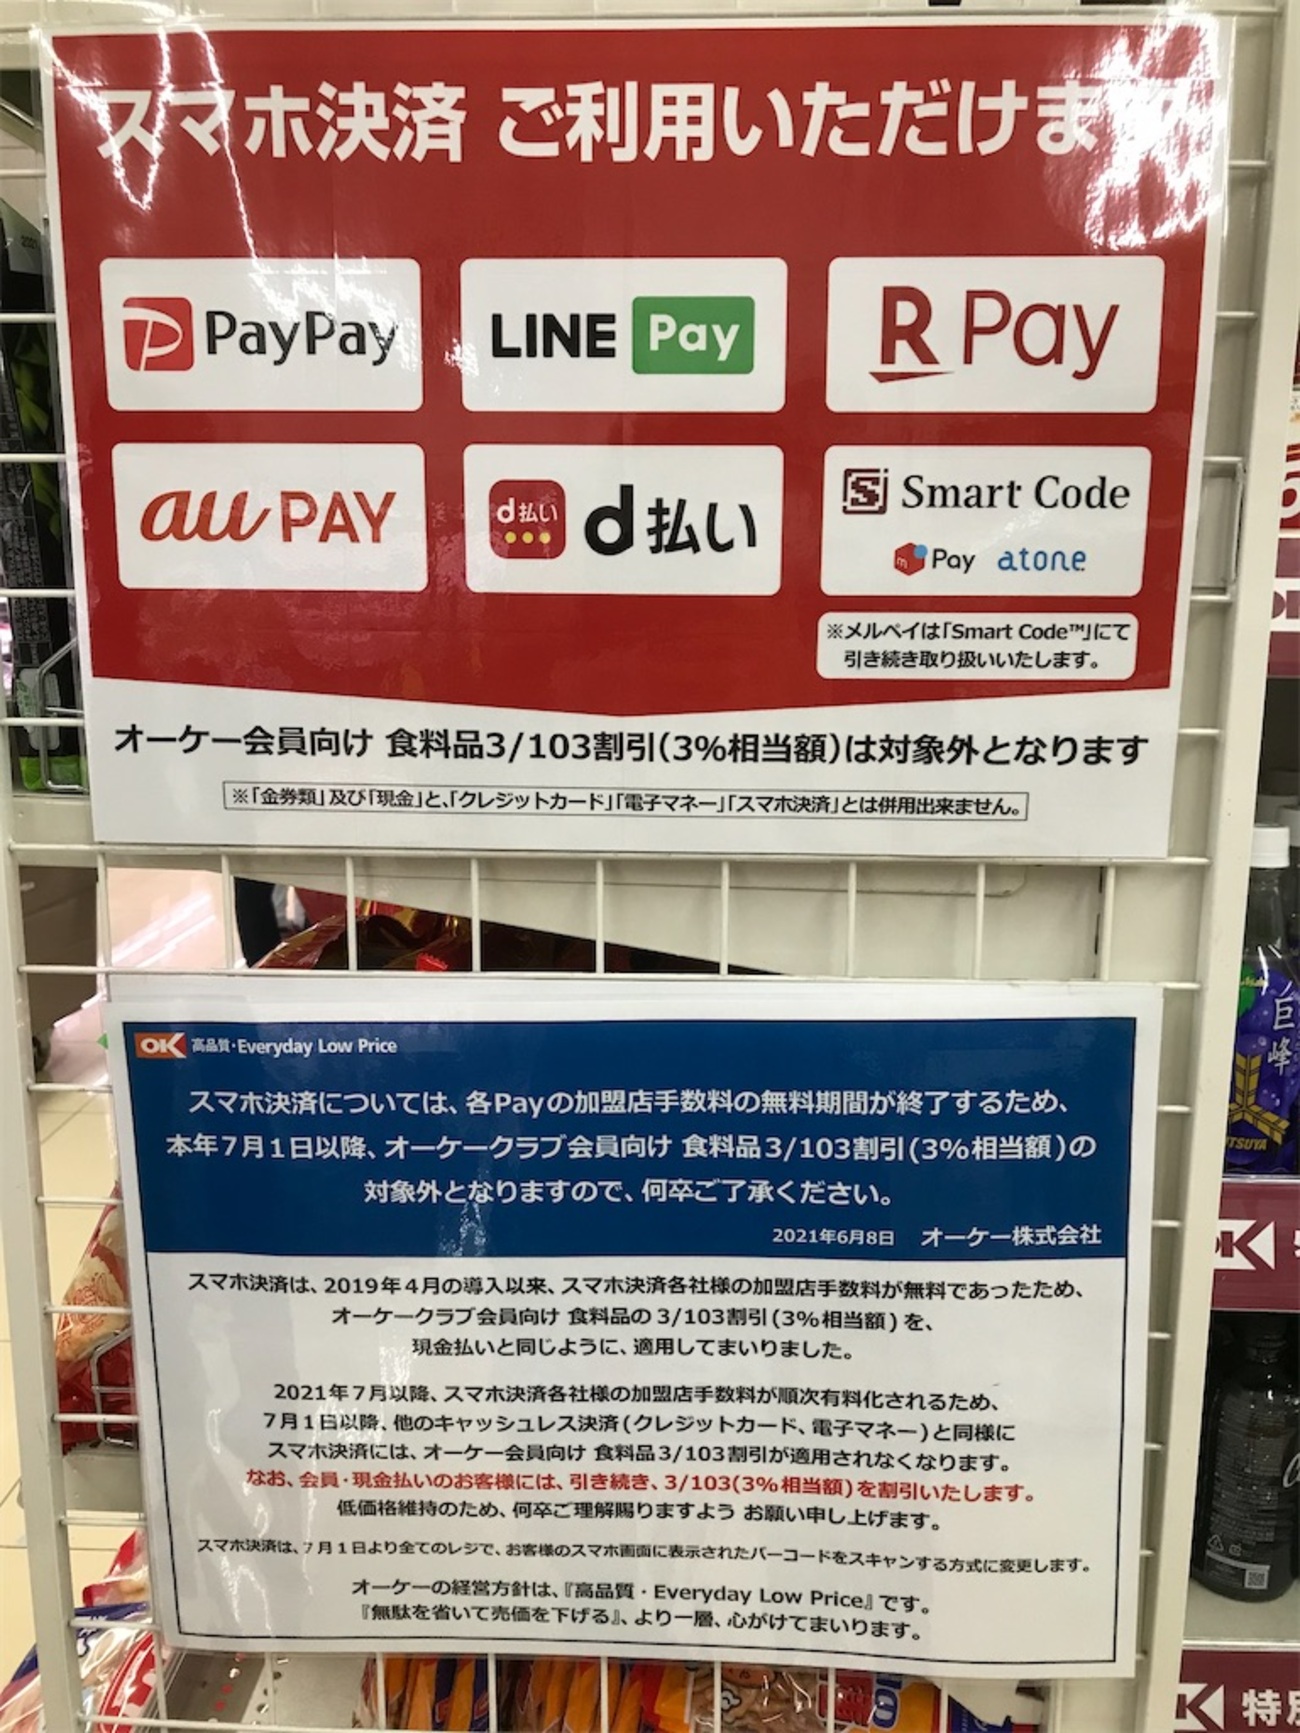 スマホ決済 ご利用いただけま
PayPay
LINE Pay
R Pay
au PAY
d払い d払い
Smart Code
m Pay atone
※メルペイは「Smart Code™」にて
引き続き取り扱いいたします。
オーケー会員向け 食料品3/103割引(3%相当額)は対象外となります
※「金券類」及び「現金」と、「クレジットカード」「電子マネー」「スマホ決済」とは併用出来ません。
OK 高品質・Everyday Low Price
スマホ決済については、各Payの加盟店手数料の無料期間が終了するため、
本年7月1日以降、オーケークラブ会員向け 食料品3/103割引(3%相当額)の
対象外となりますので、何卒ご了承ください。
2021年6月8日 オーケー株式会社
スマホ決済は、2019年4月の導入以来、スマホ決済各社様の加盟店手数料が無料であったため、
オーケークラブ会員向け 食料品の3/103割引(3%相当額)を、
現金払いと同じように、適用してまいりました。
2021年7月以降、スマホ決済各社様の加盟店手数料が順次有料化されるため、
7月1日以降、他のキャッシュレス決済(クレジットカード、電子マネー)と同様に
スマホ決済には、オーケー会員向け 食料品3/103割引が適用されなくなります。
なお、会員・現金払いのお客様には、引き続き、3/103(3%相当額)を割引いたします。
低価格維持のため、何卒ご理解賜りますよう お願い申し上げます。
スマホ決済は、7月1日より全てのレジで、お客様のスマホ画面に表示されたバーコードをスキャンする方式に変更します。
オーケーの経営方針は、『高品質・Everyday Low Price』です。
『無駄を省いて売価を下げる』、より一層、心がけてまいります。
巨峰
TSUYA
特